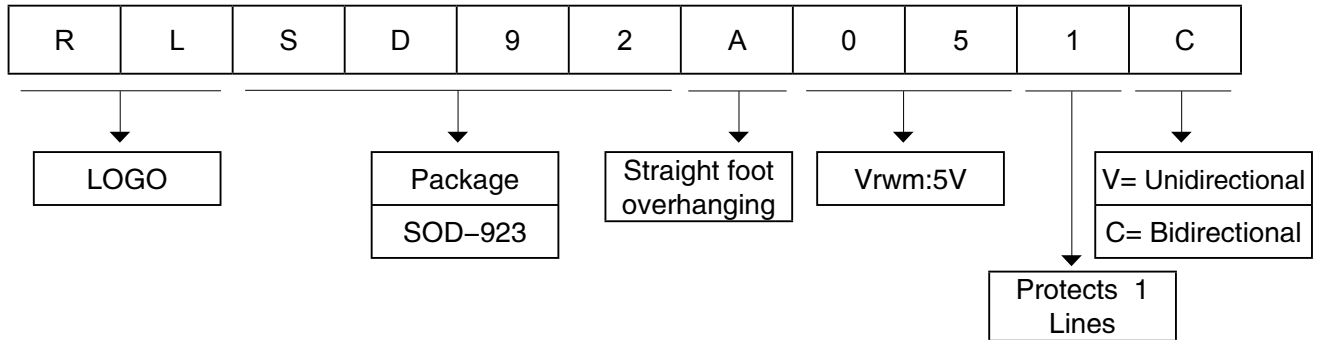 R L S D 9 2 A 0 5 1 C
LOGO
Package
SOD–923
Straight foot
overhanging
Vrwm:5V
V= Unidirectional
C= Bidirectional
Protects 1
Lines